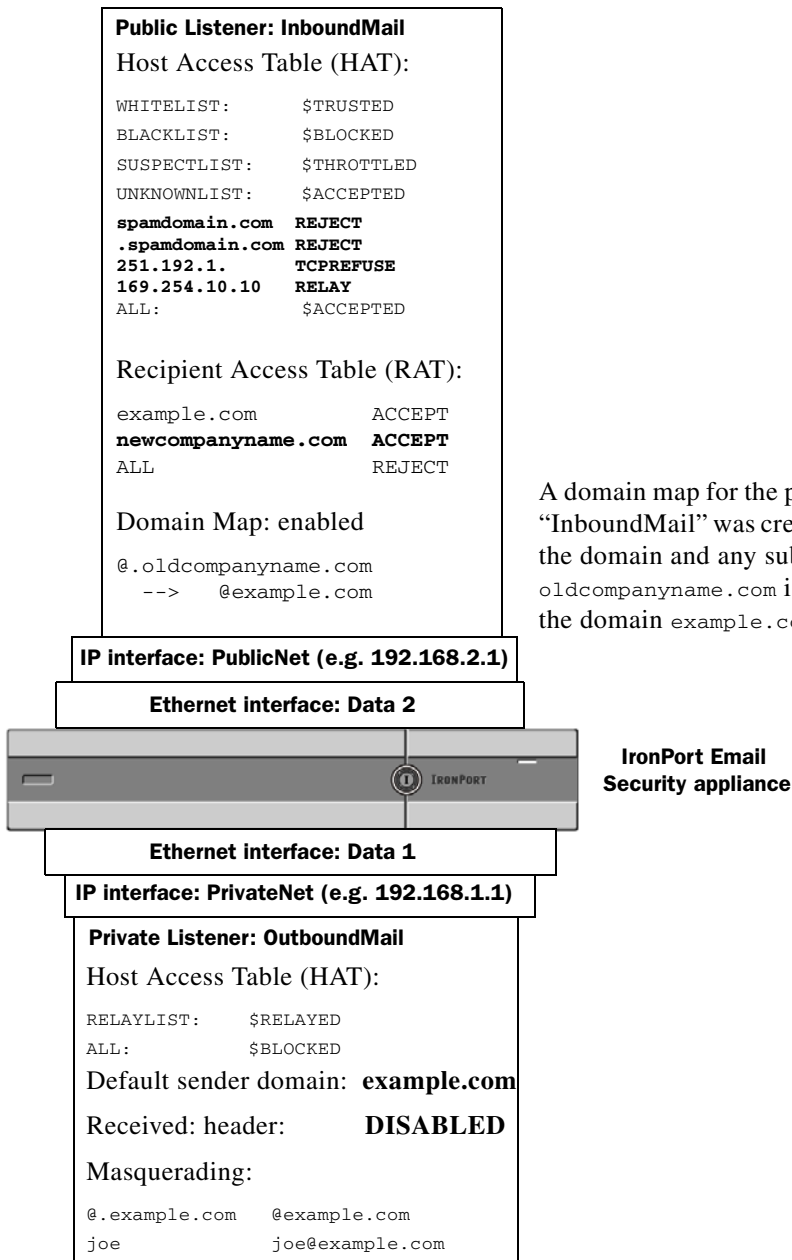 Public Listener: InboundMail
Host Access Table (HAT):
WHITELIST: $TRUSTED
BLACKLIST: $BLOCKED
SUSPECTLIST: $THROTTLED
UNKNOWNLIST: $ACCEPTED
spamdomain.com REJECT
.spamdomain.com REJECT
251.192.1. TCPREFUSE
169.254.10.10 RELAY
ALL: $ACCEPTED
Recipient Access Table (RAT):
example.com ACCEPT
newcompanyname.com ACCEPT
ALL REJECT
Domain Map: enabled
@.oldcompanyname.com
--> @example.com
A domain map for the
“InboundMail” was
the domain and any
oldcompanyname.com
the domain
IP interface: PublicNet (e.g. 192.168.2.1)
Ethernet interface: Data 2
IRONPORT
IronPort Email
Security appliance
Ethernet interface: Data 1
IP interface: PrivateNet (e.g. 192.168.1.1)
Private Listener: OutboundMail
Host Access Table (HAT):
RELAYLIST: $RELAYED
ALL: $BLOCKED
Default sender domain: example.com
Received: header: DISABLED
Masquerading:
@.example.com @example.com
joe joe@example.com